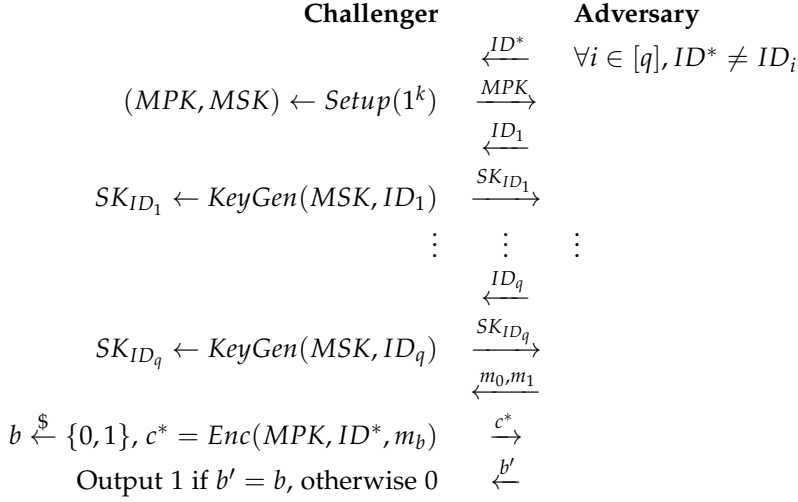 Challenger Adversary
ID* ← ∀i ∈ [q], ID* ≠ ID_i
(MPK, MSK) ← Setup(1^k) MPK →
ID_1 ←
SK_{ID_1} ← KeyGen(MSK, ID_1) SK_{ID_1} →
⋮ ⋮ ⋮
ID_q ←
SK_{ID_q} ← KeyGen(MSK, ID_q) SK_{ID_q} →
m_0,m_1 ←
b ←$ {0, 1}, c* = Enc(MPK, ID*, m_b) c* →
Output 1 if b′ = b, otherwise 0 b′ ←